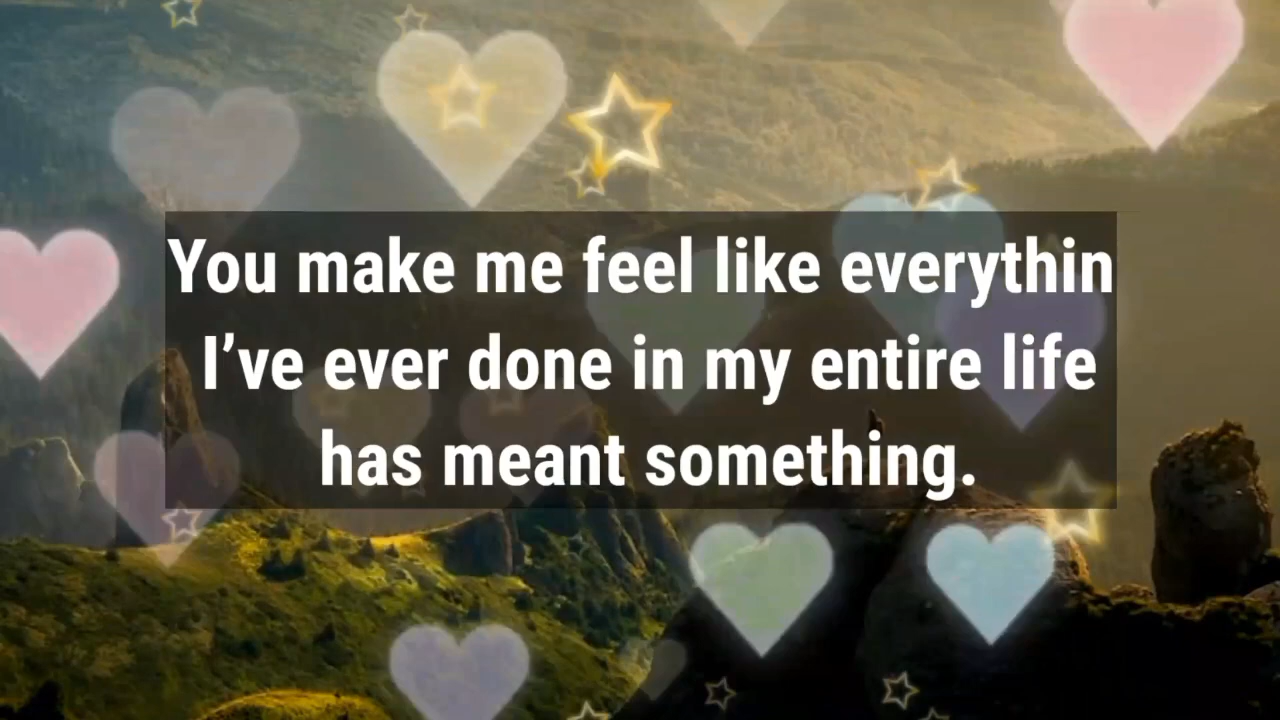 You make me feel like everythin
I’ve ever done in my entire life
has meant something.